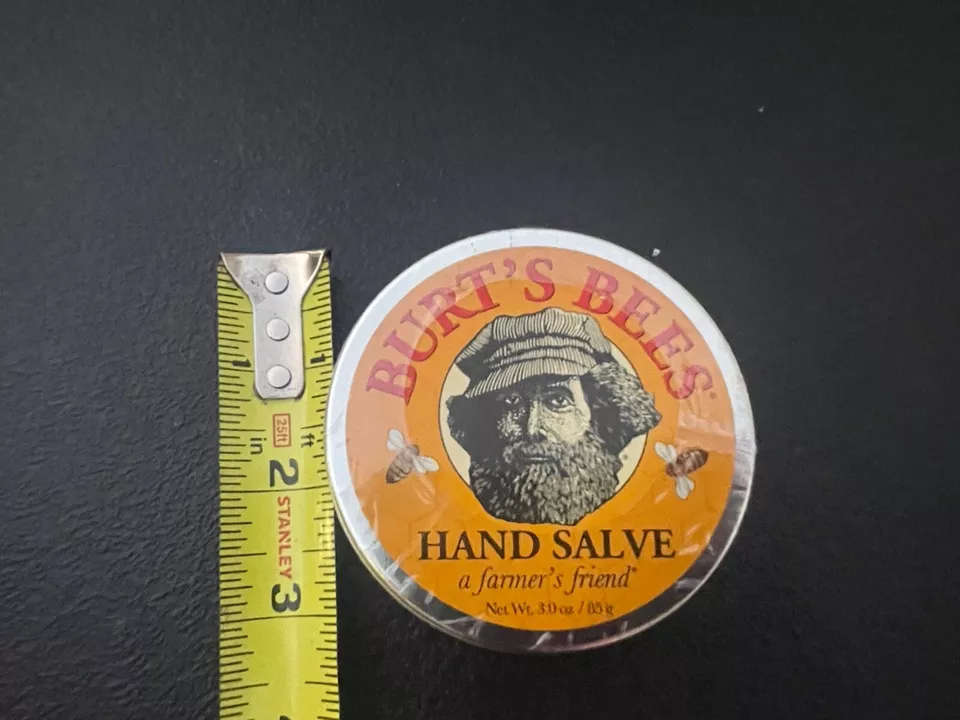 BURT'S BEES®
HAND SALVE
a farmer's friend®
Net Wt. 3.0 oz / 85 g
1 1
25ft
in ft
2
STANLEY
3